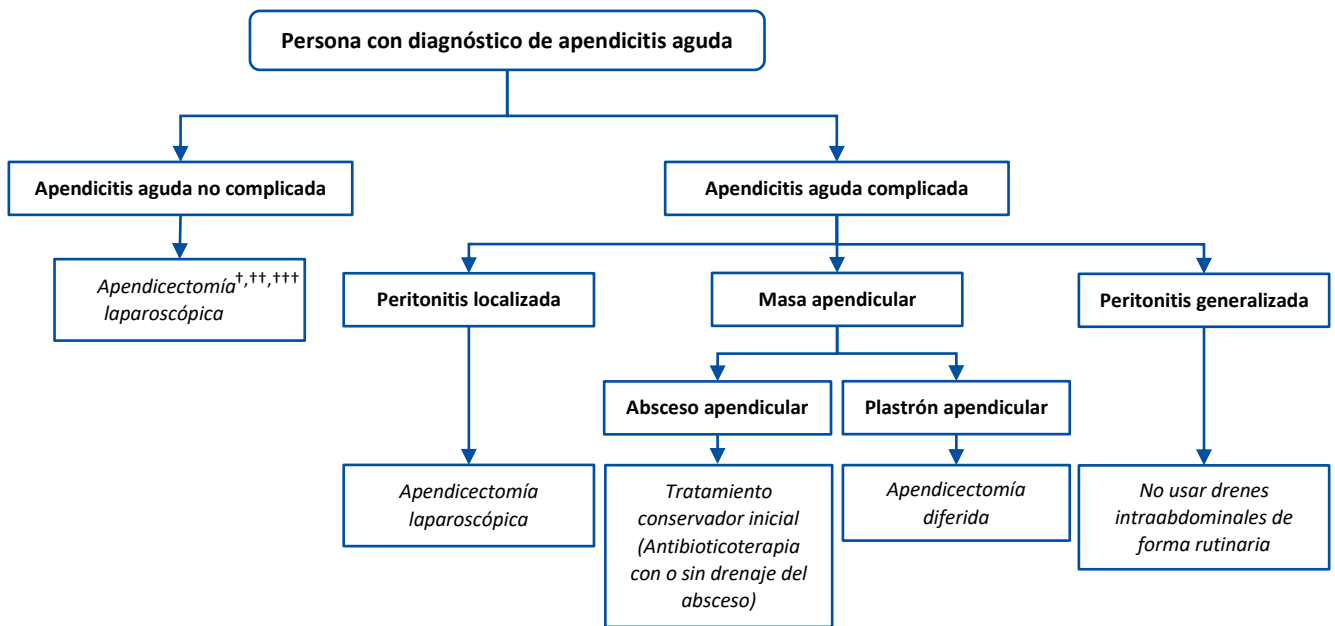 Persona con diagnóstico de apendicitis aguda
Apendicitis aguda no complicada
Apendicitis aguda complicada
Apendicectomía†,††,†††
laparoscópica
Peritonitis localizada
Masa apendicular
Peritonitis generalizada
Absceso apendicular
Plastrón apendicular
Apendicectomía
laparoscópica
Tratamiento
conservador inicial
(Antibioticoterapia
con o sin drenaje del
absceso)
Apendicectomía
diferida
No usar drenes
intraabdominales de
forma rutinaria